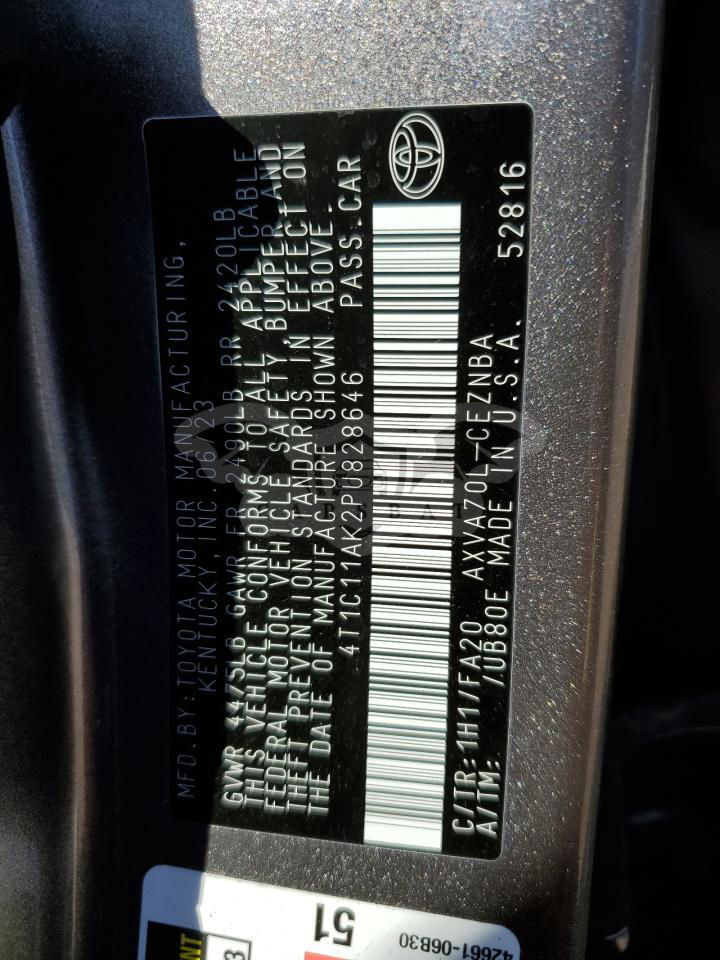 MFD.BY:TOYOTA MOTOR MANUFACTURING,
KENTUCKY, INC. 06/23
GVWR 4475LB GAWR FR 2490LB RR 2420LB
THIS VEHICLE CONFORMS TO ALL APPLICABLE
FEDERAL MOTOR VEHICLE SAFETY, BUMPER AND
THEFT PREVENTION STANDARDS IN EFFECT ON
THE DATE OF MANUFACTURE SHOWN ABOVE.
4T1C11AK2PU828646 PASS.CAR
C/TR:1H1/FA20 AXVA70L-CEZNBA
A/TM: /UB80E MADE IN U.S.A. 52816
51
42661-06B30